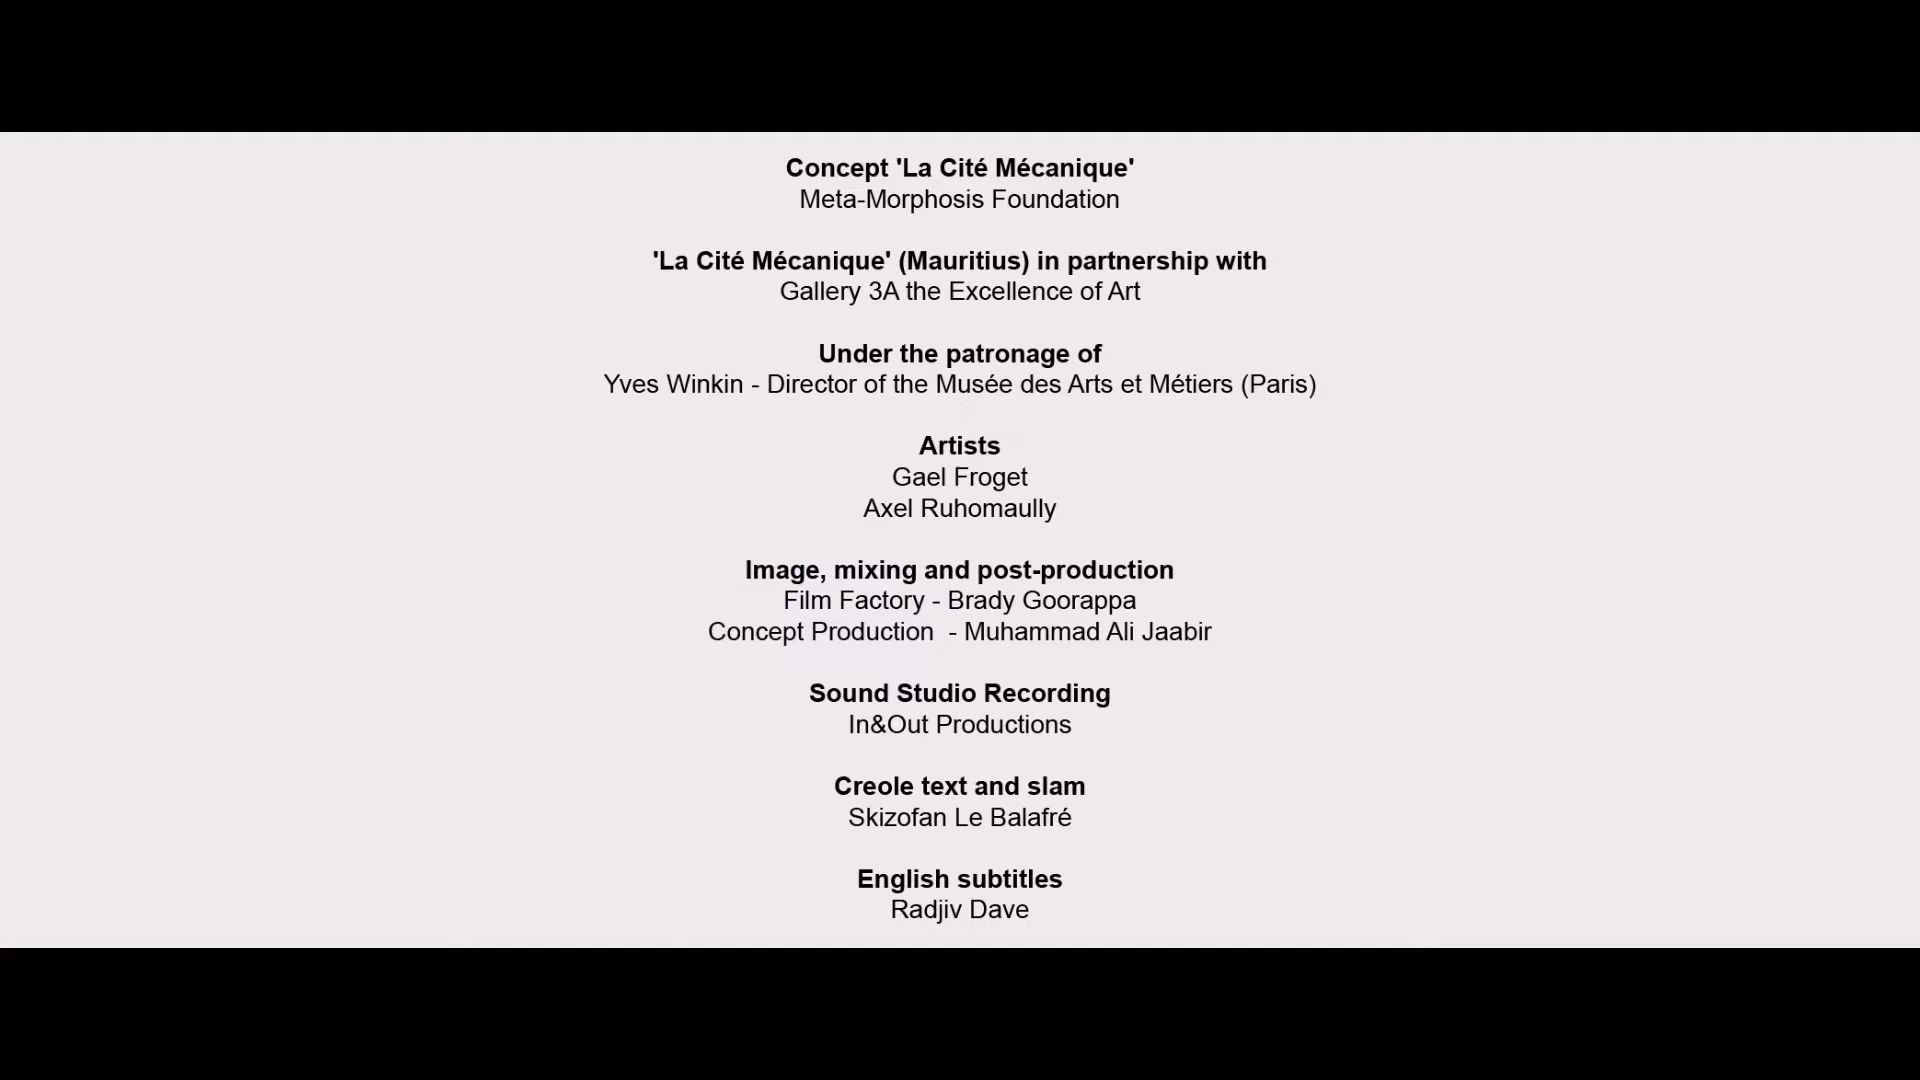 Concept 'La Cité Mécanique'
Meta-Morphosis Foundation
'La Cité Mécanique' (Mauritius) in partnership with
Gallery 3A the Excellence of Art
Under the patronage of
Yves Winkin - Director of the Musée des Arts et Métiers (Paris)
Artists
Gael Froget
Axel Ruhomaully
Image, mixing and post-production
Film Factory - Brady Goorappa
Concept Production  - Muhammad Ali Jaabir
Sound Studio Recording
In&Out Productions
Creole text and slam
Skizofan Le Balafré
English subtitles
Radjiv Dave